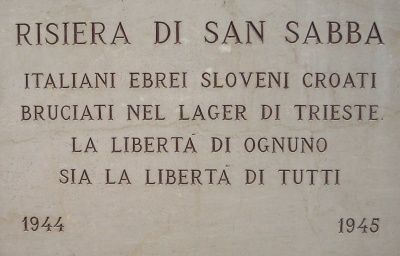 RISIERA DI SAN SABBA
ITALIANI EBREI SLOVENI CROATI
BRUCIATI NEL LAGER DI TRIESTE.
LA LIBERTÀ DI OGNUNO
SIA LA LIBERTÀ DI TUTTI
1944 1945